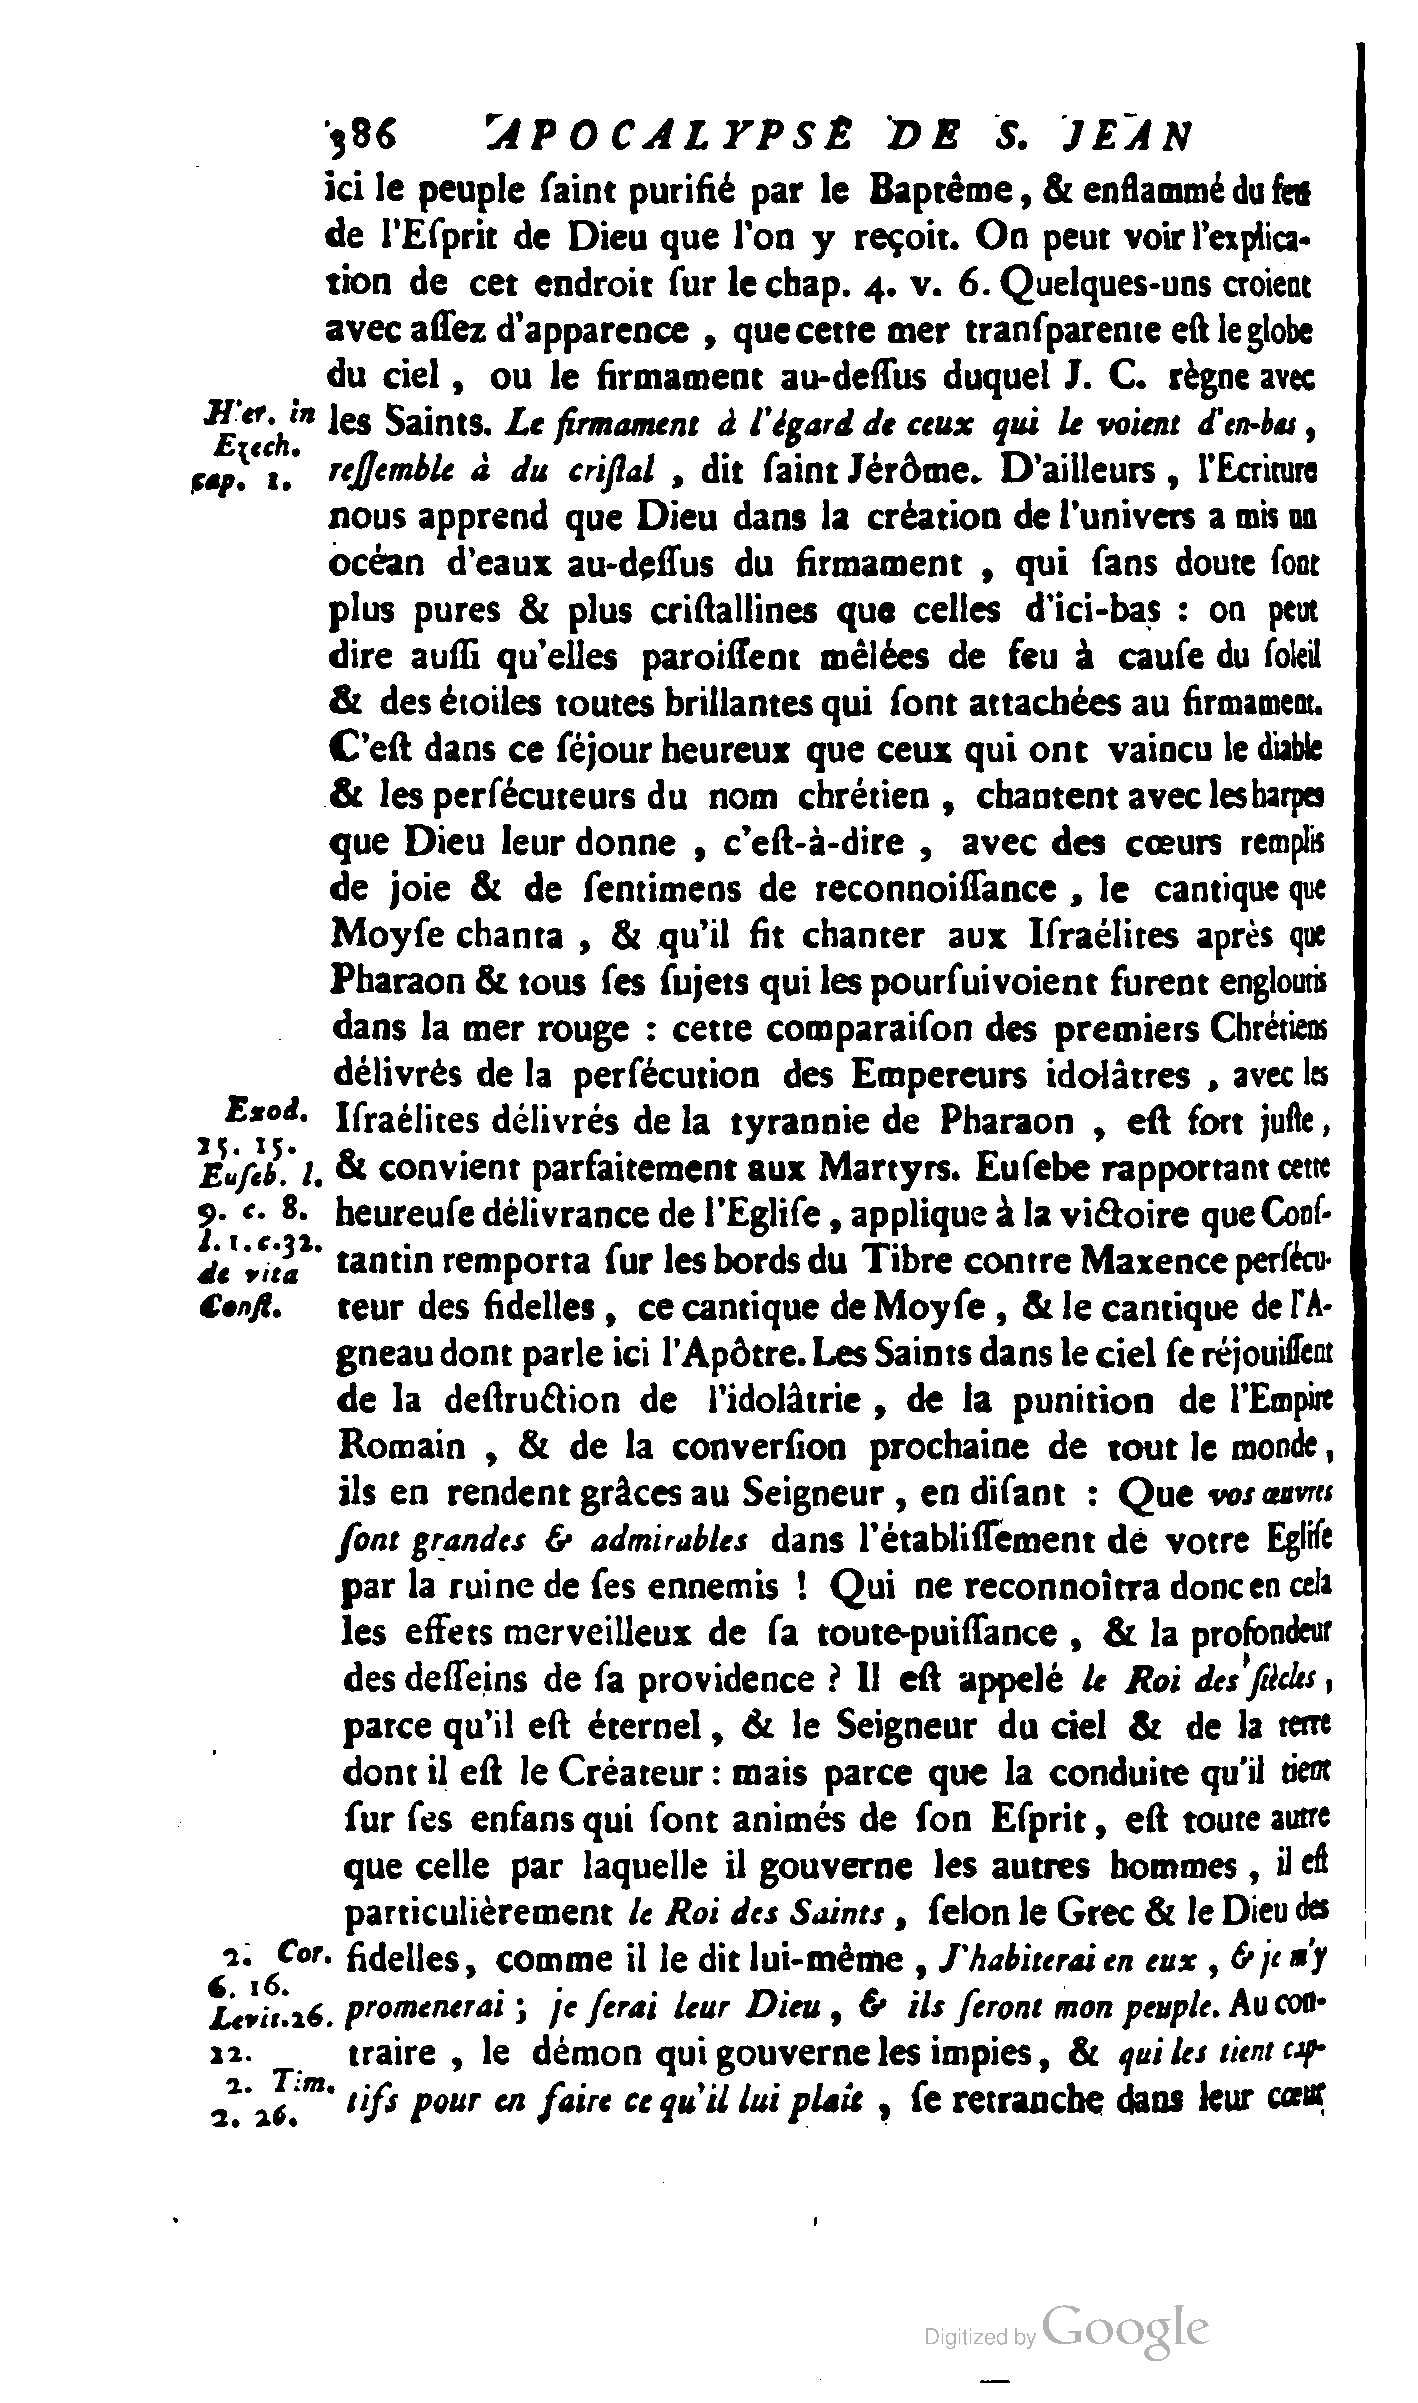 386 APOCALYPSE DE S. JEAN
ici le peuple ſaint purifié par le Baptême, & enflammé du feu
de l'Eſprit de Dieu que l'on y reçoit. On peut voir l'explica-
tion de cet endroit ſur le chap. 4. v. 6. Quelques-uns croient
avec aſſez d'apparence, que cette mer tranſparente eſt le globe
du ciel, ou le firmament au-deſſus duquel J. C. règne avec
Hier. in
Ezech.
cap. 1.
les Saints. Le firmament à l'égard de ceux qui le voient d'en-bas,
reſſemble à du criſtal, dit ſaint Jérôme. D'ailleurs, l'Ecriture
nous apprend que Dieu dans la création de l'univers a mis un
océan d'eaux au-deſſus du firmament, qui ſans doute ſont
plus pures & plus criſtallines que celles d'ici-bas : on peut
dire auſſi qu'elles paroiſſent mêlées de feu à cauſe du ſoleil
& des étoiles toutes brillantes qui ſont attachées au firmament.
C'eſt dans ce ſéjour heureux que ceux qui ont vaincu le diable
& les perſécuteurs du nom chrétien, chantent avec les harpes
que Dieu leur donne, c'eſt-à-dire, avec des cœurs remplis
de joie & de ſentimens de reconnoiſſance, le cantique que
Moyſe chanta, & qu'il fit chanter aux Iſraélites après que
Pharaon & tous ſes ſujets qui les pourſuivoient furent engloutis
dans la mer rouge : cette comparaiſon des premiers Chrétiens
délivrés de la perſécution des Empereurs idolâtres, avec les
Exod.
15. 15.
Euſeb. l.
9. c. 8.
l. 1. c. 32.
de vita
Conſt.
Iſraélites délivrés de la tyrannie de Pharaon, eſt fort juſte,
& convient parfaitement aux Martyrs. Euſebe rapportant cette
heureuſe délivrance de l'Egliſe, applique à la victoire que Conſ-
tantin remporta ſur les bords du Tibre contre Maxence perſécu-
teur des fidelles, ce cantique de Moyſe, & le cantique de l'A-
gneau dont parle ici l'Apôtre. Les Saints dans le ciel ſe réjouiſſent
de la deſtruction de l'idolâtrie, de la punition de l'Empire
Romain, & de la converſion prochaine de tout le monde,
ils en rendent grâces au Seigneur, en diſant : Que vos œuvres
ſont grandes & admirables dans l'établiſſement de votre Egliſe
par la ruine de ſes ennemis ! Qui ne reconnoîtra donc en cela
les effets merveilleux de ſa toute-puiſſance, & la profondeur
des deſſeins de ſa providence ? Il eſt appelé le Roi des ſiècles,
parce qu'il eſt éternel, & le Seigneur du ciel & de la terre
dont il eſt le Créateur : mais parce que la conduite qu'il tient
ſur ſes enfans qui ſont animés de ſon Eſprit, eſt toute autre
que celle par laquelle il gouverne les autres hommes, il eſt
particulièrement le Roi des Saints, ſelon le Grec & le Dieu des
2. Cor.
6. 16.
Levit. 26.
12.
2. Tim.
2. 26.
fidelles, comme il le dit lui-même, J'habiterai en eux, & je m'y
promenerai ; je ſerai leur Dieu, & ils ſeront mon peuple. Au con-
traire, le démon qui gouverne les impies, & qui les tient cap-
tifs pour en faire ce qu'il lui plaît, ſe retranche dans leur cœur
Digitized by Google